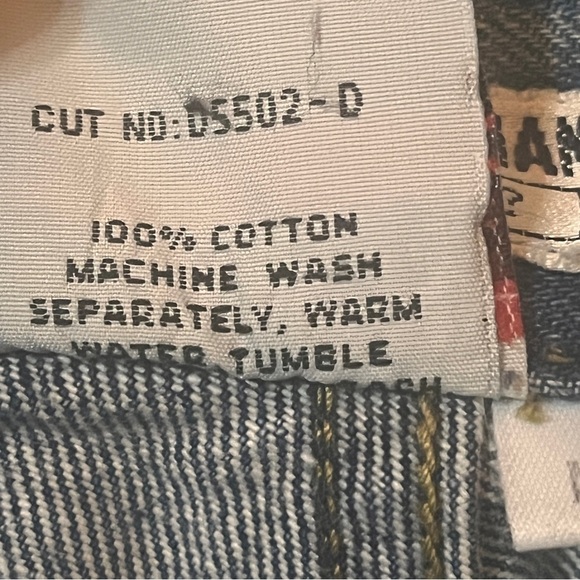 CUT NO: DS502-D
100% COTTON
MACHINE WASH
SEPARATELY, WARM
WATER TUMBLE